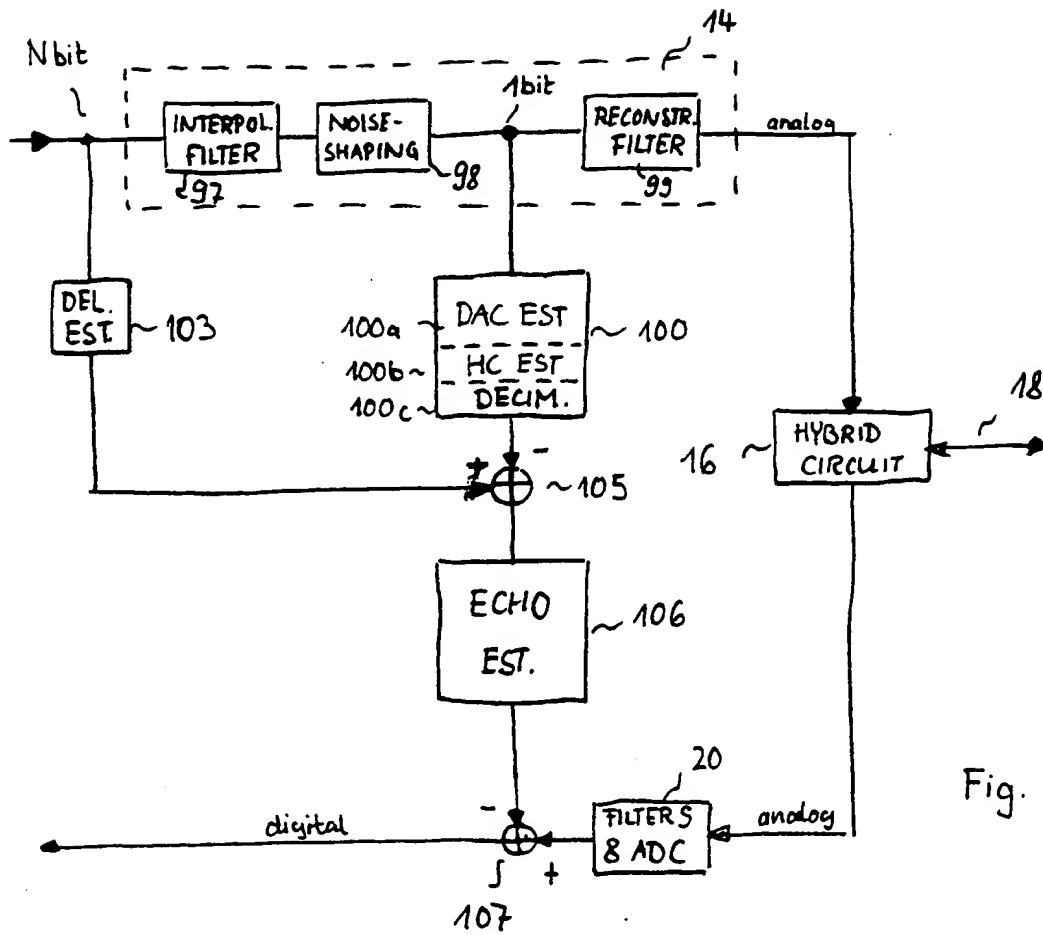 14
N bit
1bit
INTERPOL.
FILTER
97
NOISE-
SHAPING
98
RECONSTR.
FILTER
99
analog
DEL.
EST.
103
100a
DAC EST
100
100b
HC EST
100c
DECIM.
-
+
105
16
HYBRID
CIRCUIT
18
ECHO
EST.
106
20
Fig.
-
digital
+
FILTERS
& ADC
analog
107